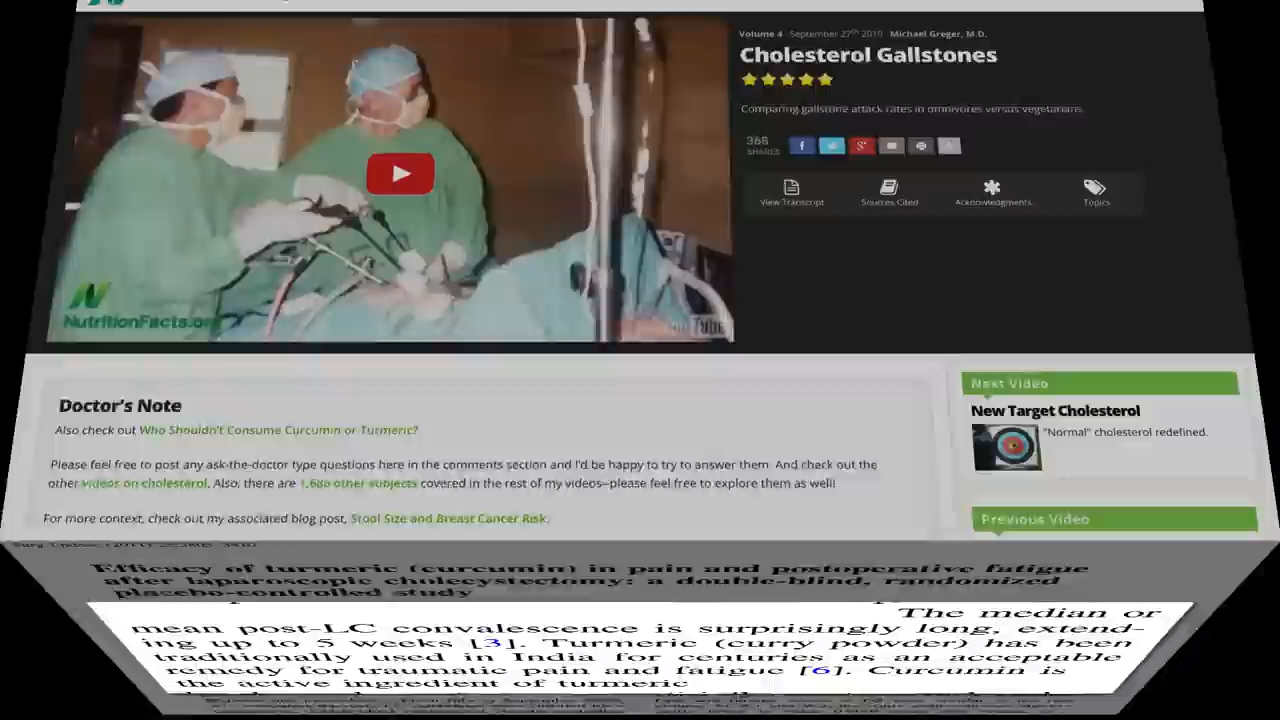 Volume 4 · September 27th 2010 · Michael Greger, M.D.
Cholesterol Gallstones
Comparing gallstone attack rates in omnivores versus vegetarians.
368
SHARES
View Transcript
Sources Cited
Acknowledgments
Topics
NutritionFacts.org
Tube
Doctor's Note
Also check out Who Shouldn't Consume Curcumin or Turmeric?
Please feel free to post any ask-the-doctor type questions here in the comments section and I'd be happy to try to answer them. And check out the
other videos on cholesterol. Also, there are 1,686 other subjects covered in the rest of my videos–please feel free to explore them as well!
For more context, check out my associated blog post, Stool Size and Breast Cancer Risk.
Next Video
New Target Cholesterol
"Normal" cholesterol redefined.
Previous Video
Efficacy of turmeric (curcumin) in pain and postoperative fatigue
after laparoscopic cholecystectomy: a double-blind, randomized
placebo-controlled study
The median or
mean post-LC convalescence is surprisingly long, extend-
ing up to 5 weeks [3]. Turmeric (curry powder) has been
traditionally used in India for centuries as an acceptable
remedy for traumatic pain and fatigue [6]. Curcumin is
the active ingredient of turmeric